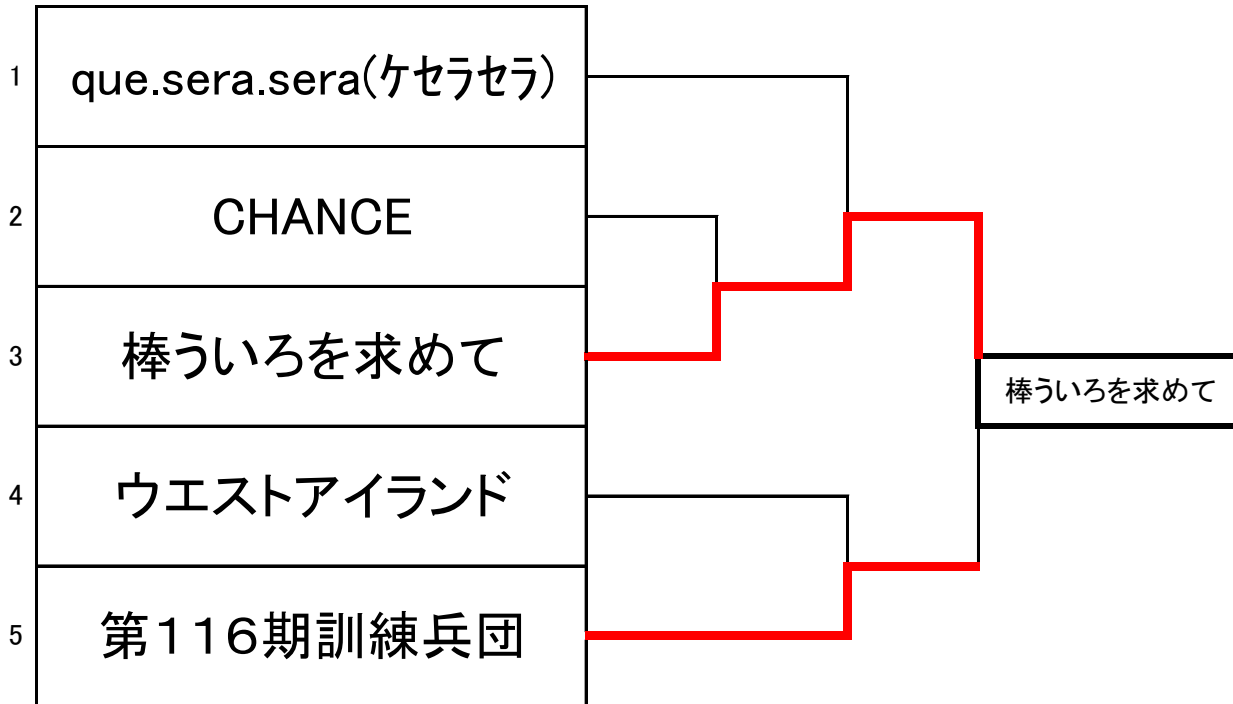 1
que.sera.sera(ケセラセラ)
2
CHANCE
3
棒ういろを求めて
棒ういろを求めて
4
ウエストアイランド
5
第１１６期訓練兵団